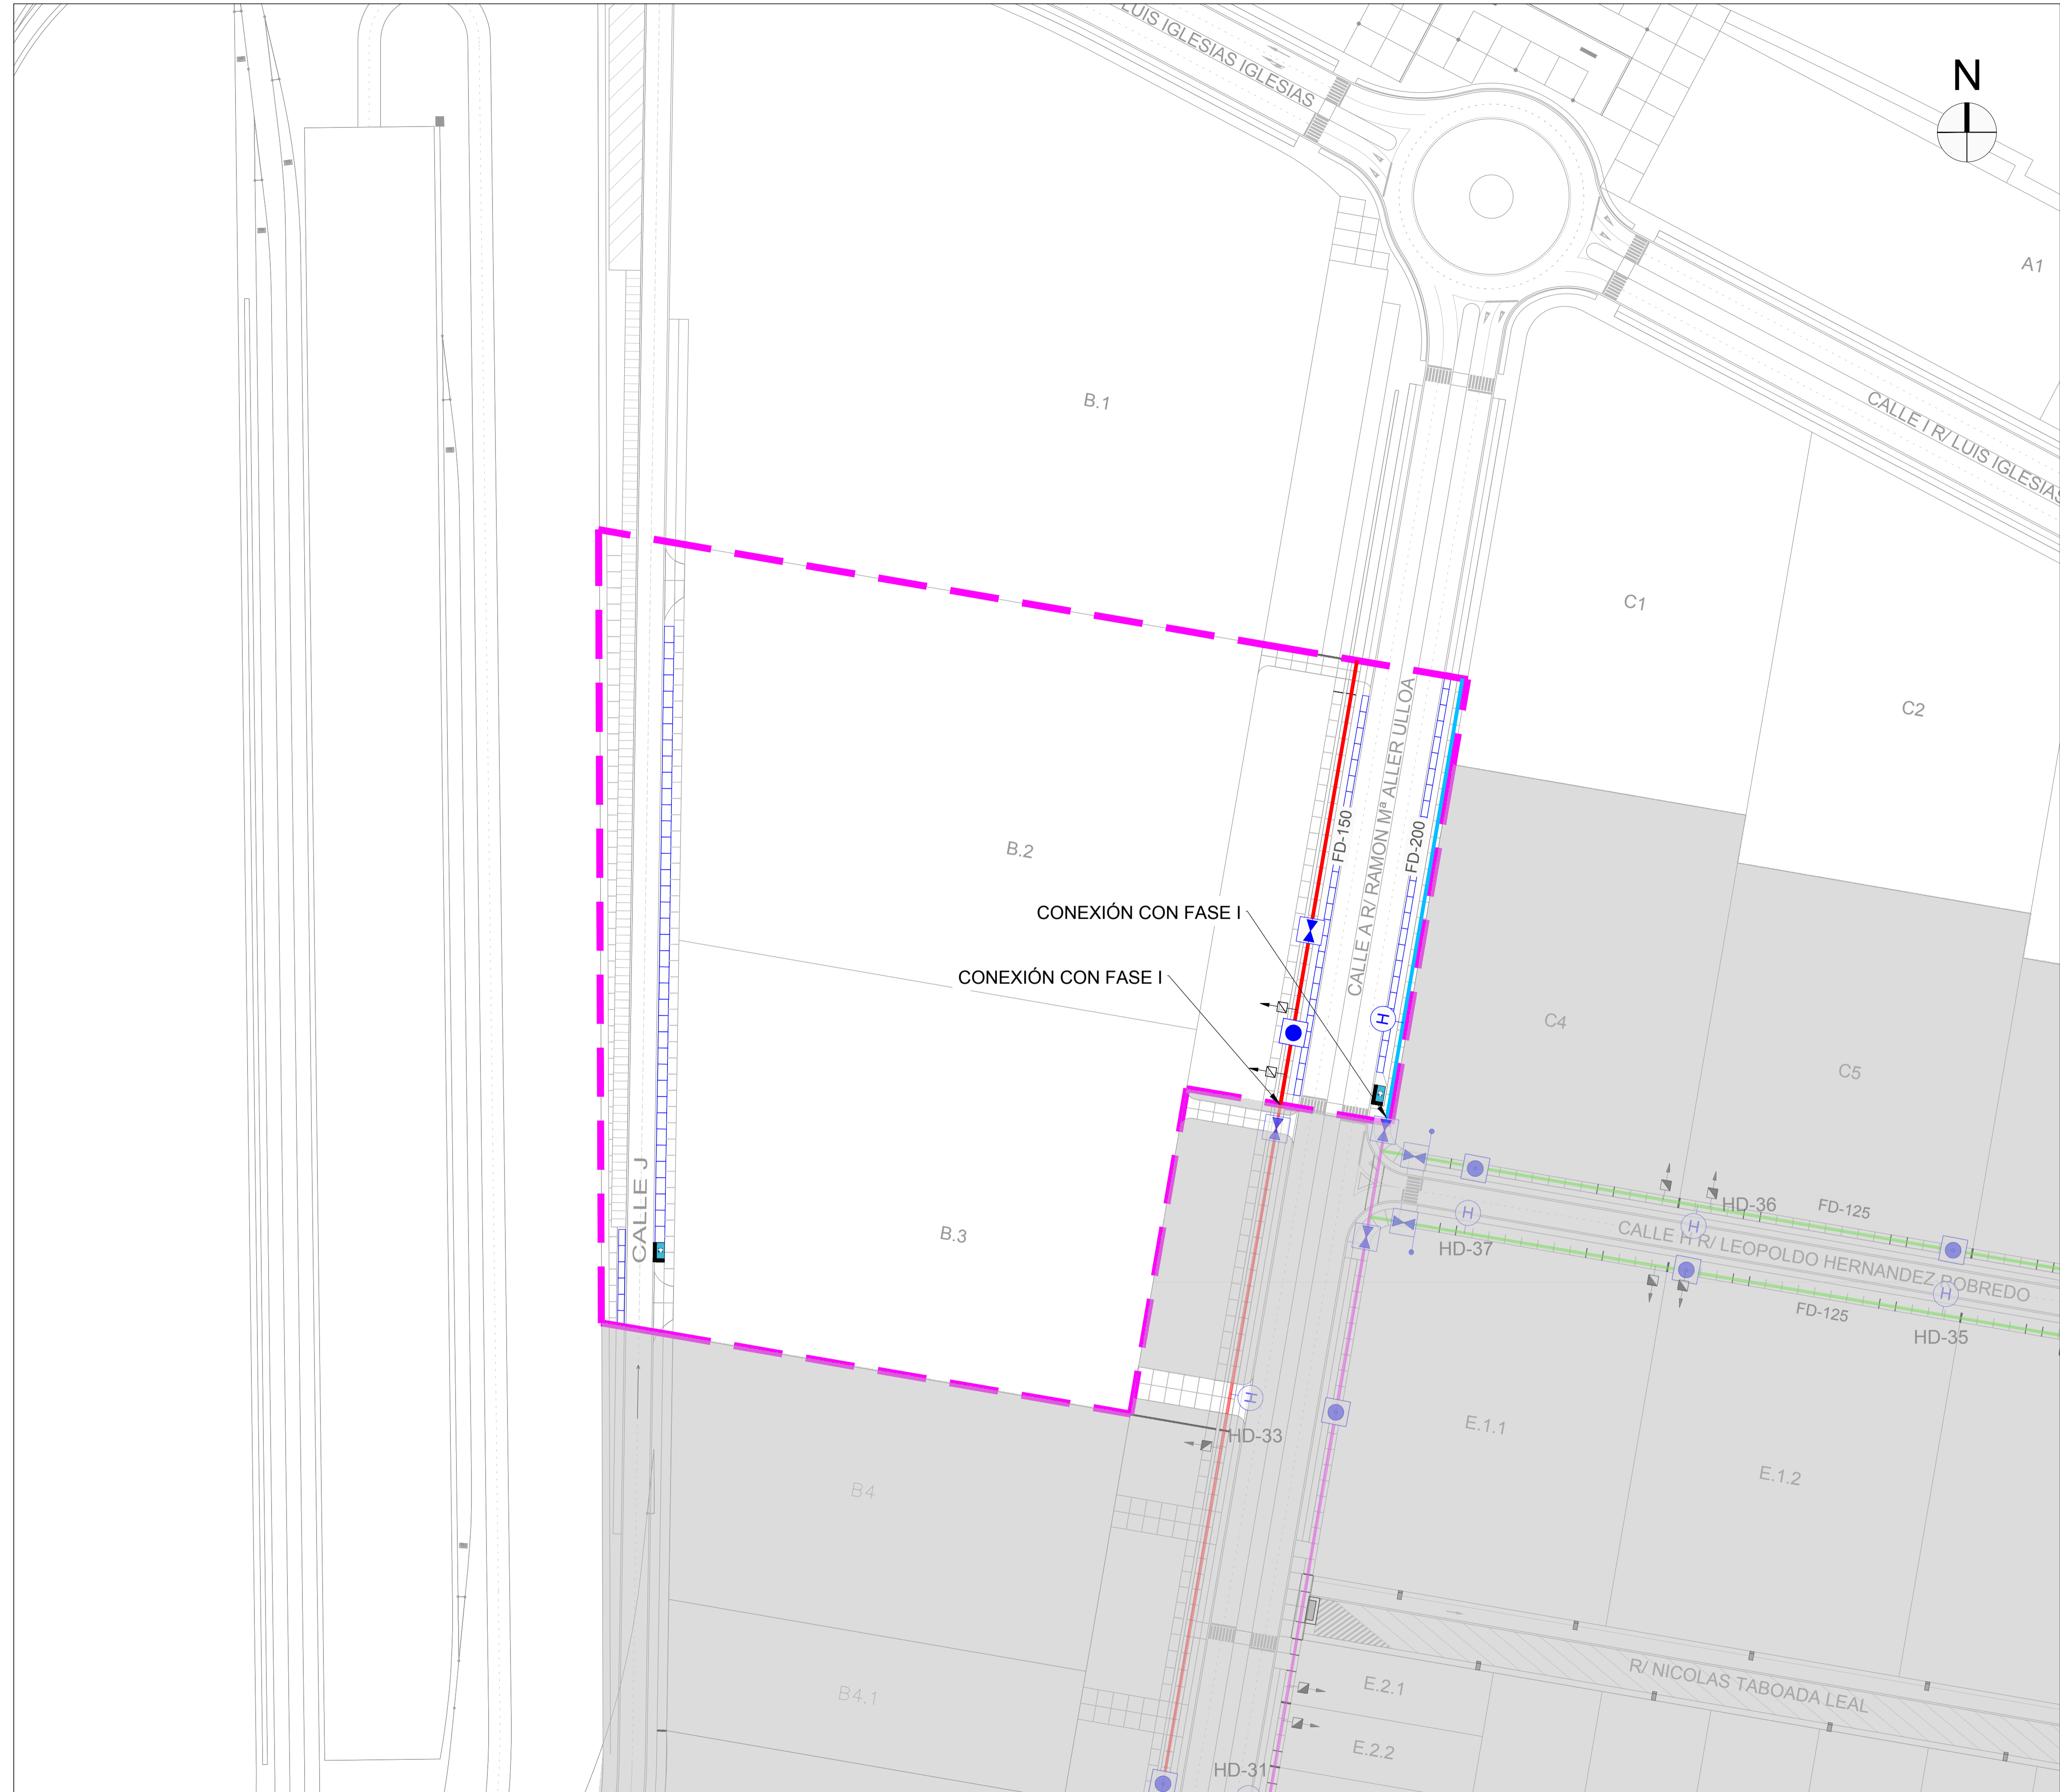 LUIS IGLESIAS IGLESIAS
N
A1
B.1
CALLE I R/ LUIS IGLESIAS
C1
C2
CALLE A R/ RAMON Mª ALLER ULLOA
FD-150
FD-200
B.2
CONEXIÓN CON FASE I
CONEXIÓN CON FASE I
H
C4
C5
CALLE J
B.3
HD-36
FD-125
H
H
CALLE H R/ LEOPOLDO HERNANDEZ ROBREDO
HD-37
H
FD-125
HD-35
H
HD-33
E.1.1
E.1.2
B4
R/ NICOLAS TABOADA LEAL
E.2.1
B4.1
E.2.2
HD-31